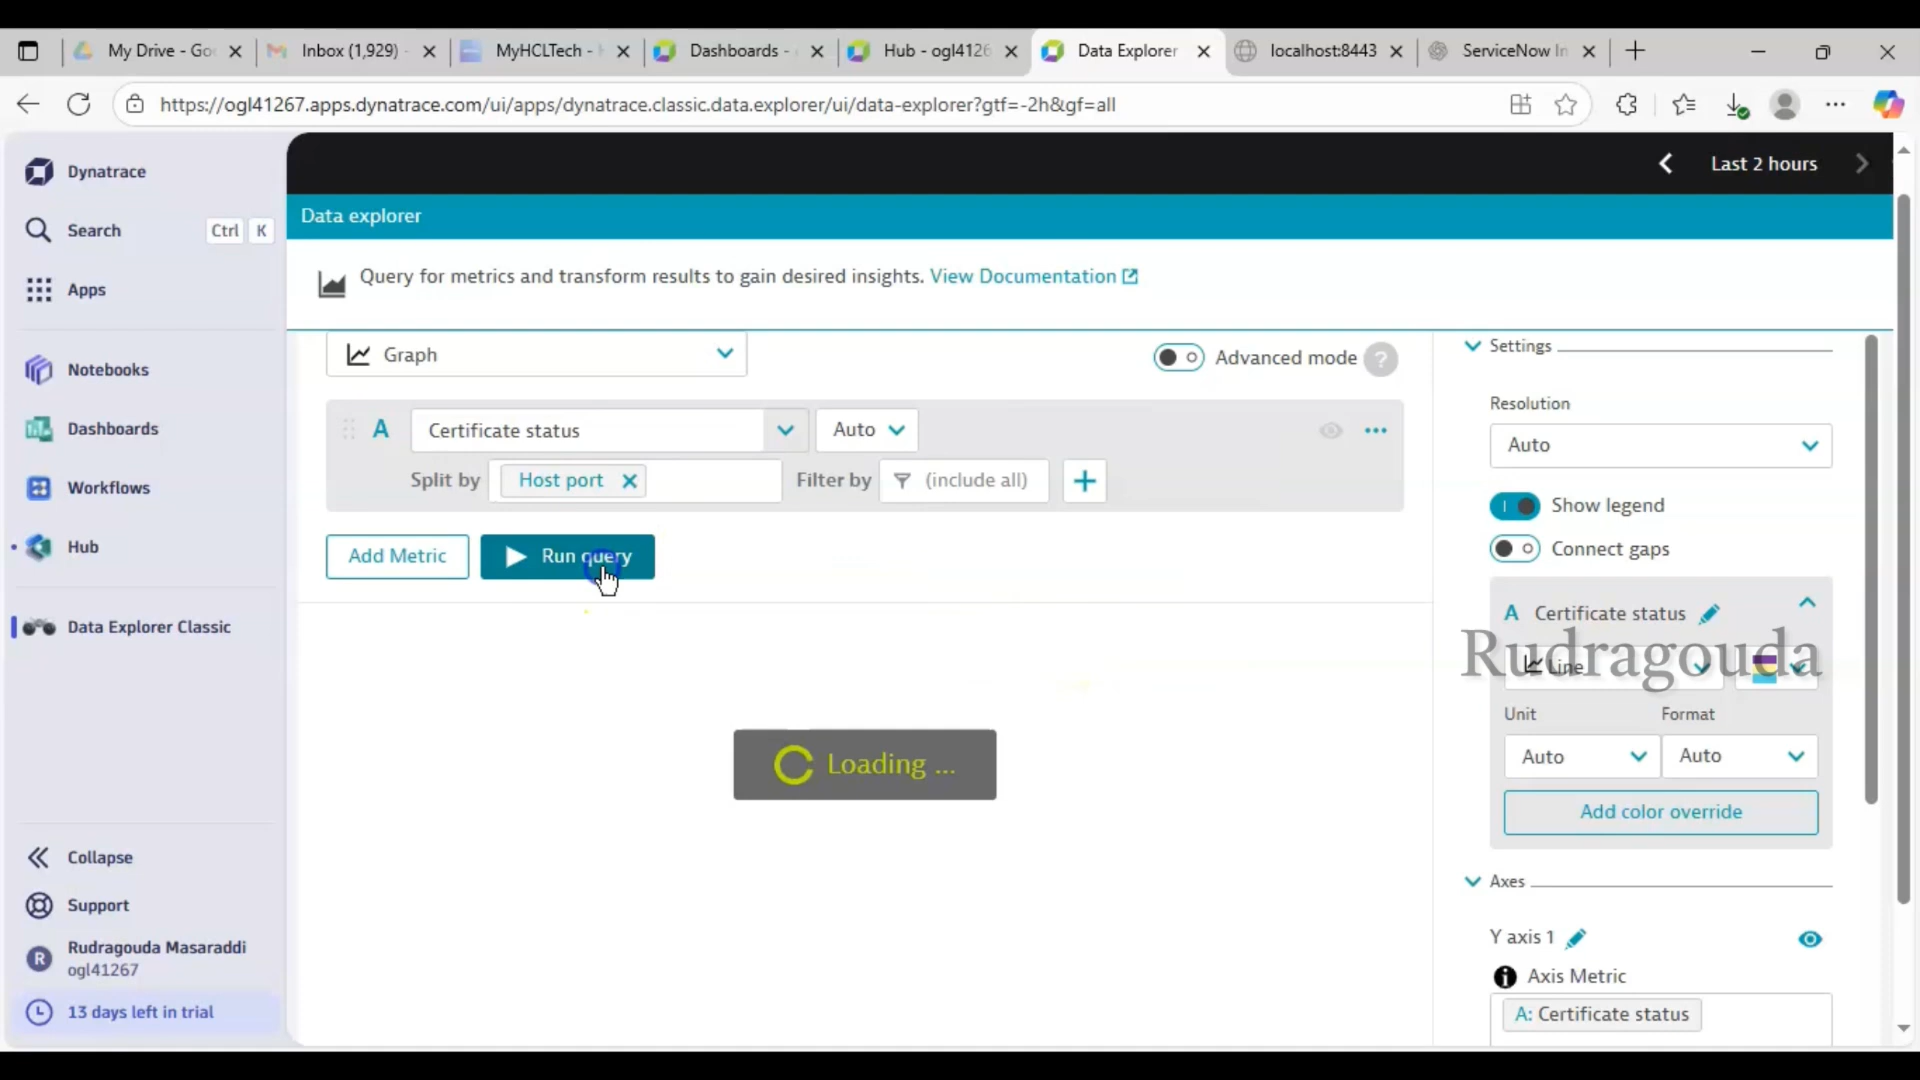 My Drive - Go
Inbox (1,929)
MyHCLTech -
Dashboards -
Hub - ogl4126
Data Explorer
localhost:8443
ServiceNow In
https://ogl41267.apps.dynatrace.com/ui/apps/dynatrace.classic.data.explorer/ui/data-explorer?gtf=-2h&gf=all
Dynatrace
Search Ctrl K
Apps
Notebooks
Dashboards
Workflows
Hub
Data Explorer Classic
Collapse
Support
R Rudragouda Masaraddi
ogl41267
13 days left in trial
Last 2 hours
Data explorer
Query for metrics and transform results to gain desired insights. View Documentation
Graph
Advanced mode ?
A Certificate status Auto
Split by Host port Filter by (include all)
Add Metric Run query
Loading ...
Settings
Resolution
Auto
Show legend
Connect gaps
A Certificate status
Rudragouda
Line
Unit Format
Auto Auto
Add color override
Axes
Y axis 1
Axis Metric
A: Certificate status